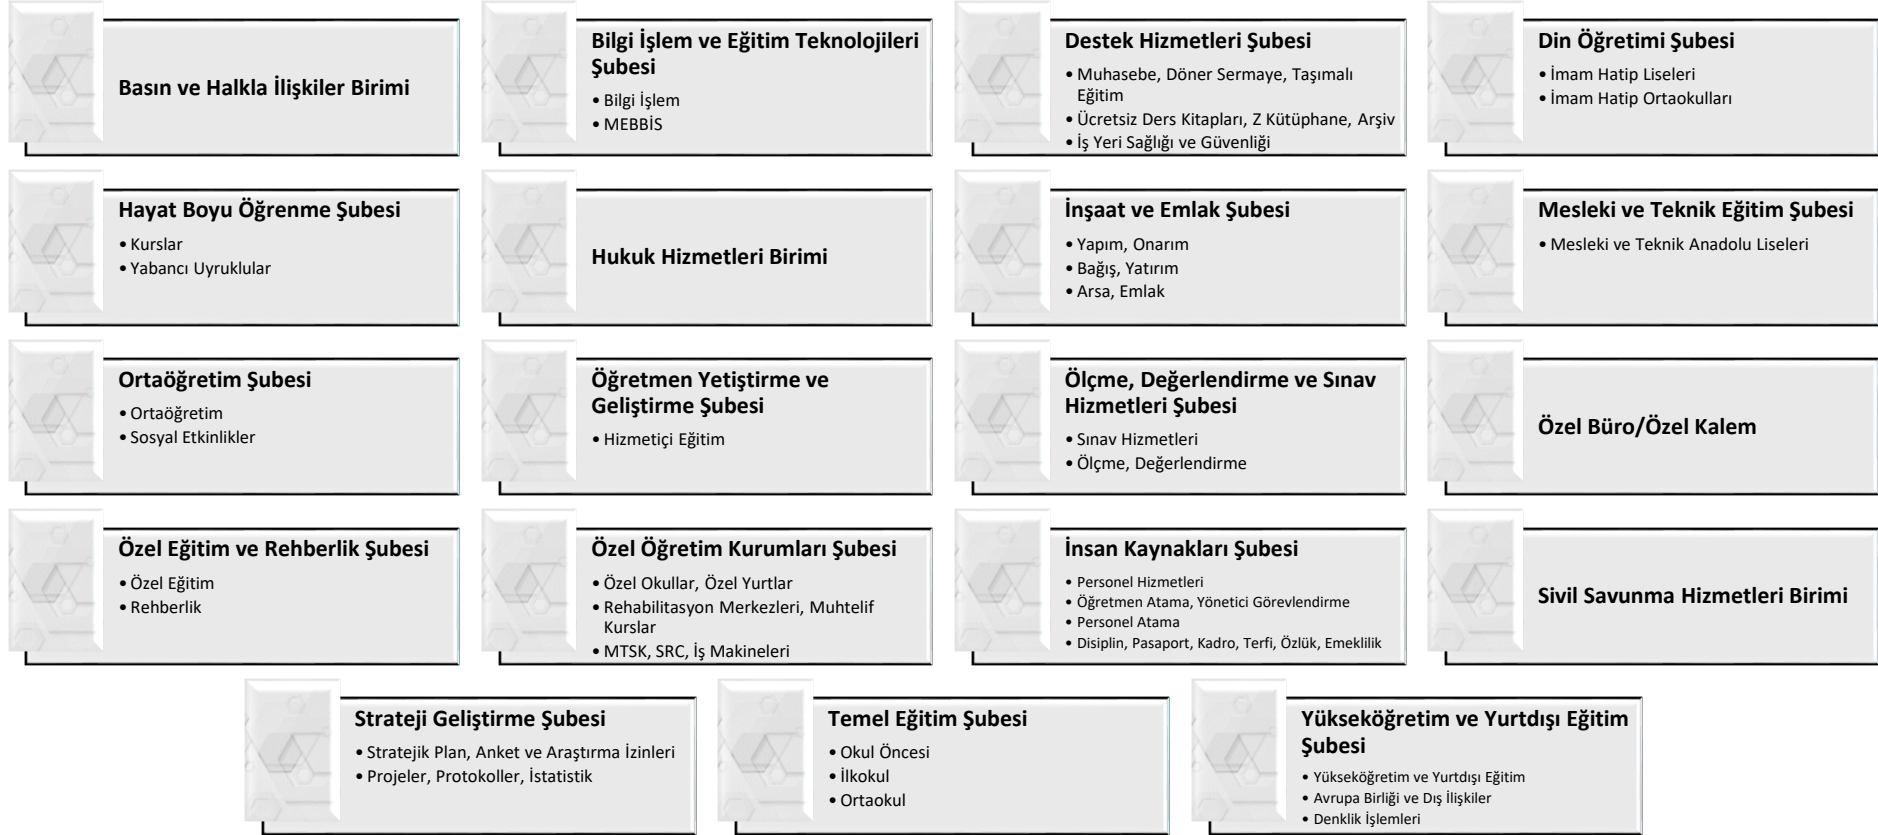 Basın ve Halkla İlişkiler Birimi
Bilgi İşlem ve Eğitim Teknolojileri
Şubesi
• Bilgi İşlem
• MEBBİS
Destek Hizmetleri Şubesi
• Muhasebe, Döner Sermaye, Taşımalı
Eğitim
• Ücretsiz Ders Kitapları, Z Kütüphane, Arşiv
• İş Yeri Sağlığı ve Güvenliği
Din Öğretimi Şubesi
• İmam Hatip Liseleri
• İmam Hatip Ortaokulları
Hayat Boyu Öğrenme Şubesi
• Kurslar
• Yabancı Uyruklular
Hukuk Hizmetleri Birimi
İnşaat ve Emlak Şubesi
• Yapım, Onarım
• Bağış, Yatırım
• Arsa, Emlak
Mesleki ve Teknik Eğitim Şubesi
• Mesleki ve Teknik Anadolu Liseleri
Ortaöğretim Şubesi
• Ortaöğretim
• Sosyal Etkinlikler
Öğretmen Yetiştirme ve
Geliştirme Şubesi
• Hizmetiçi Eğitim
Ölçme, Değerlendirme ve Sınav
Hizmetleri Şubesi
• Sınav Hizmetleri
• Ölçme, Değerlendirme
Özel Büro/Özel Kalem
Özel Eğitim ve Rehberlik Şubesi
• Özel Eğitim
• Rehberlik
Özel Öğretim Kurumları Şubesi
• Özel Okullar, Özel Yurtlar
• Rehabilitasyon Merkezleri, Muhtelif
Kurslar
• MTSK, SRC, İş Makineleri
İnsan Kaynakları Şubesi
• Personel Hizmetleri
• Öğretmen Atama, Yönetici Görevlendirme
• Personel Atama
• Disiplin, Pasaport, Kadro, Terfi, Özlük, Emeklilik
Sivil Savunma Hizmetleri Birimi
Strateji Geliştirme Şubesi
• Stratejik Plan, Anket ve Araştırma İzinleri
• Projeler, Protokoller, İstatistik
Temel Eğitim Şubesi
• Okul Öncesi
• İlkokul
• Ortaokul
Yükseköğretim ve Yurtdışı Eğitim
Şubesi
• Yükseköğretim ve Yurtdışı Eğitim
• Avrupa Birliği ve Dış İlişkiler
• Denklik İşlemleri